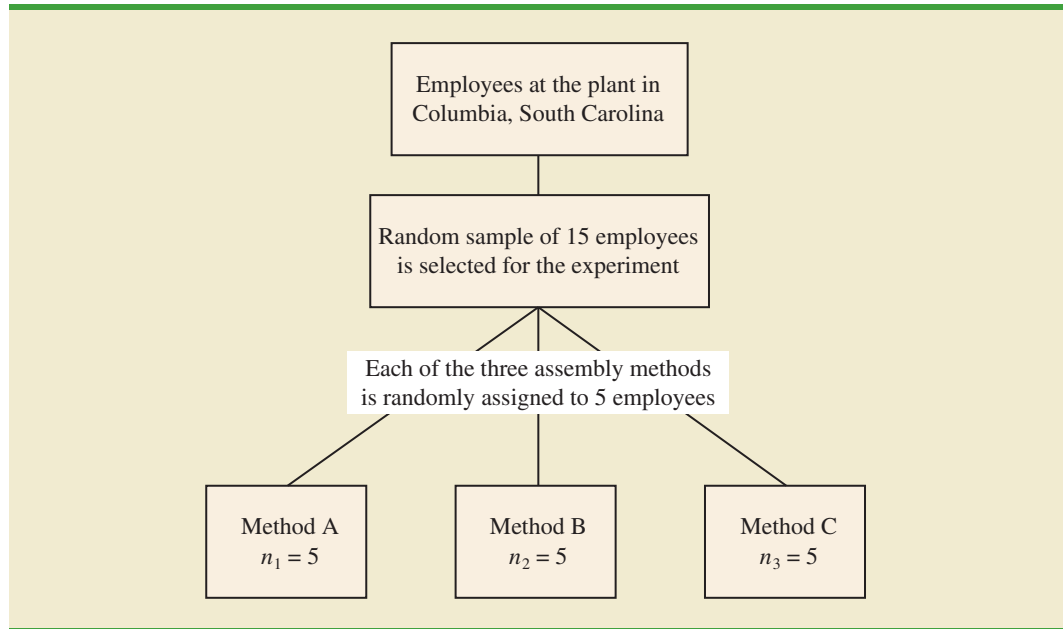 Employees at the plant in
Columbia, South Carolina
Random sample of 15 employees
is selected for the experiment
Each of the three assembly methods
is randomly assigned to 5 employees
Method A
n₁ = 5
Method B
n₂ = 5
Method C
n₃ = 5